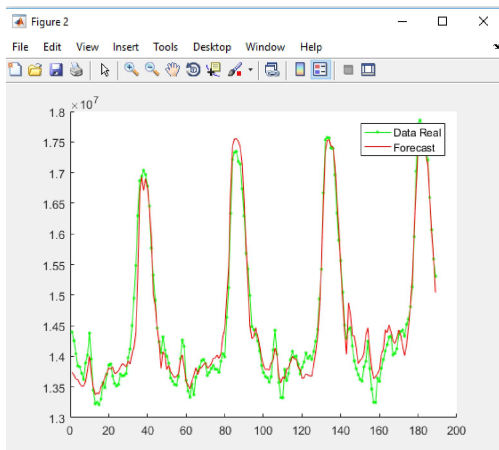 Figure 2
File Edit View Insert Tools Desktop Window Help
×10⁷
1.8
1.75
1.7
1.65
1.6
1.55
1.5
1.45
1.4
1.35
1.3
0 20 40 60 80 100 120 140 160 180 200
Data Real
Forecast